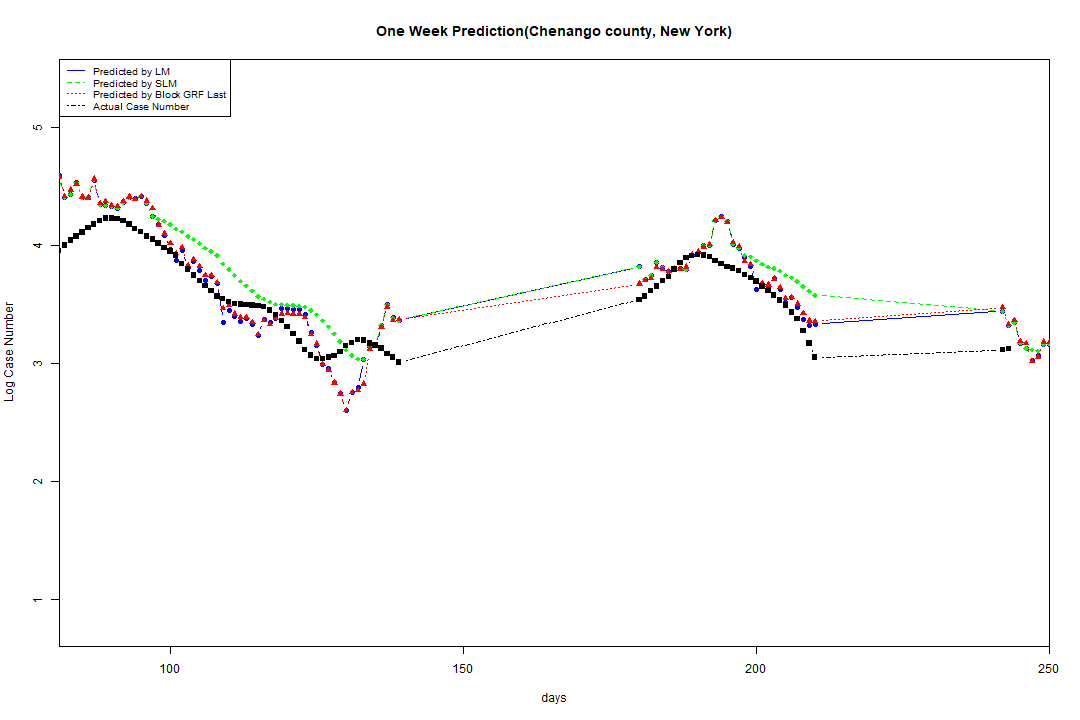 One Week Prediction(Chenango county, New York)
Predicted by LM
Predicted by SLM
Predicted by Block GRF Last
Actual Case Number
5
4
3
2
1
Log Case Number
100 150 200 250
days